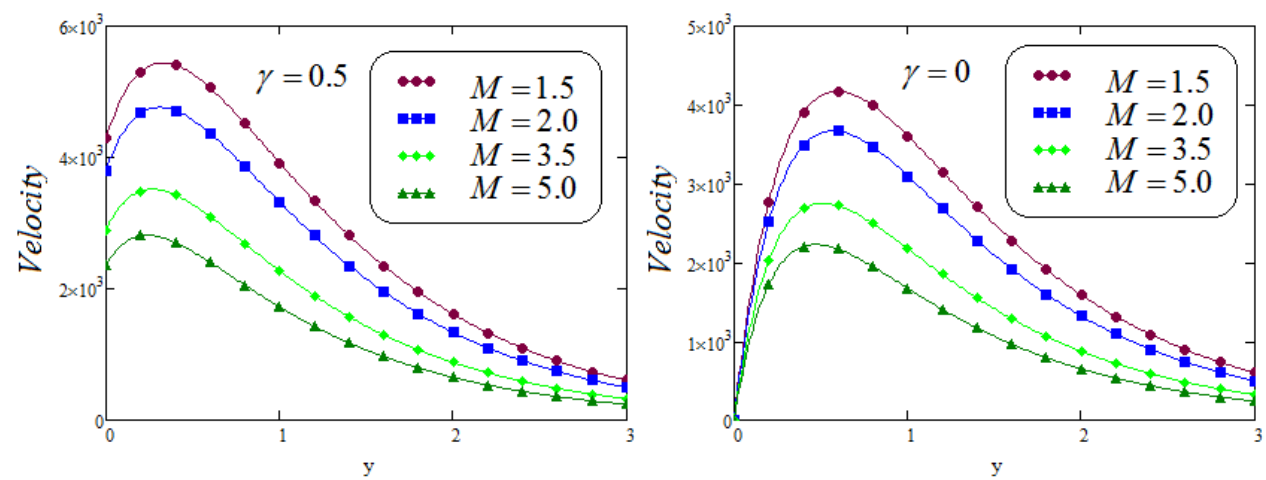 6×10³
4×10³
2×10³
0
Velocity
γ = 0.5
M = 1.5
M = 2.0
M = 3.5
M = 5.0
0 1 2 3
y
5×10³
4×10³
3×10³
2×10³
1×10³
0
Velocity
γ = 0
M = 1.5
M = 2.0
M = 3.5
M = 5.0
0 1 2 3
y